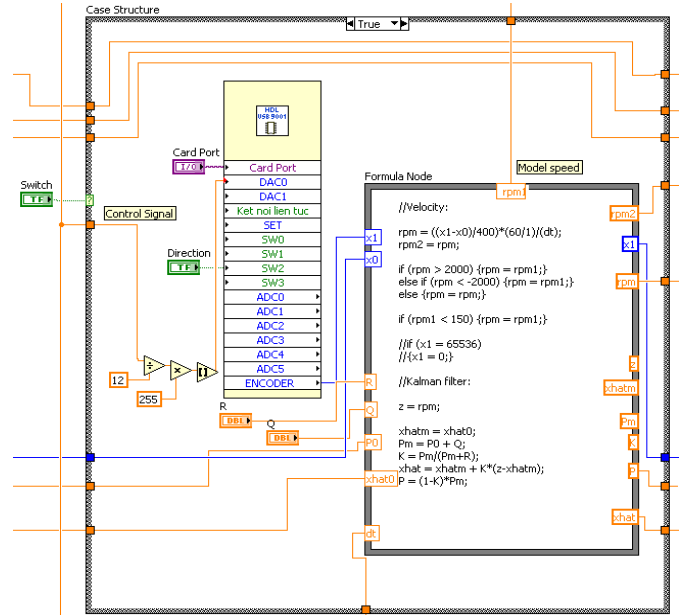 Case Structure
True
HDL
USB 9001
Card Port
I/O
Card Port
DAC0
DAC1
Ket noi lien tuc
SET
SW0
SW1
SW2
SW3
ADC0
ADC1
ADC2
ADC3
ADC4
ADC5
ENCODER
Switch
TF
?
Control Signal
Direction
TF
÷
×
[]
12
255
R
DBL
Q
DBL
Model speed
Formula Node
rpm1
x1
x0
R
Q
P0
xhat0
dt
//Velocity:
rpm = ((x1-x0)/400)*(60/1)/(dt);
rpm2 = rpm;
if (rpm > 2000) {rpm = rpm1;}
else if (rpm < -2000) {rpm = rpm1;}
else {rpm = rpm;}
if (rpm1 < 150) {rpm = rpm1;}
//if (x1 = 65536)
//{x1 = 0;}
//Kalman filter:
z = rpm;
xhatm = xhat0;
Pm = P0 + Q;
K = Pm/(Pm+R);
xhat = xhatm + K*(z-xhatm);
P = (1-K)*Pm;
rpm2
x1
rpm
z
xhatm
Pm
K
P
xhat